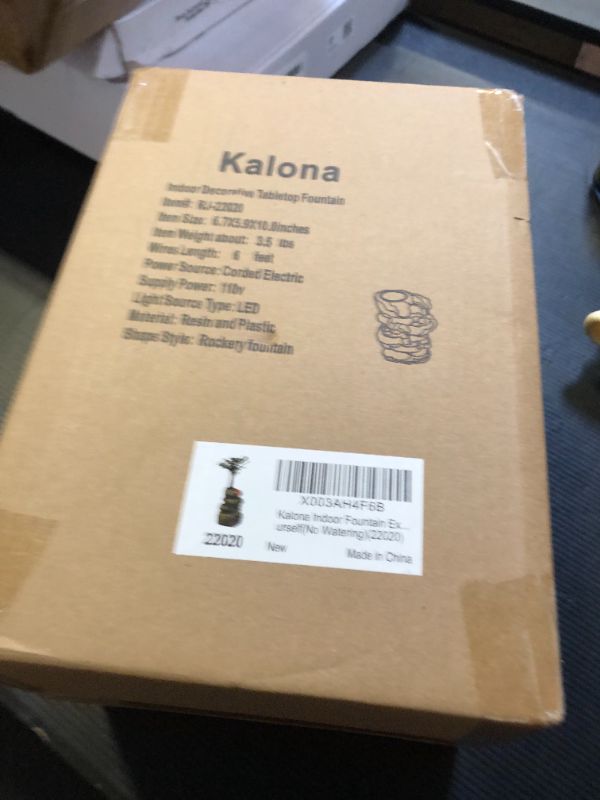 Kalona
Indoor Decorative Tabletop Fountain
Item#: RJ-22020
Item Size: 6.7X5.9X10.8inches
Item Weight about: 3.5 lbs
Wires Length: 6 feet
Power Source: Corded Electric
Supply Power: 110v
Light Source Type: LED
Material: Resin and Plastic
Shape Style: Rockery fountain
X003AH4F6B
Kalona Indoor Fountain Ex...
urself(No Watering)(22020)
22020
New
Made in China